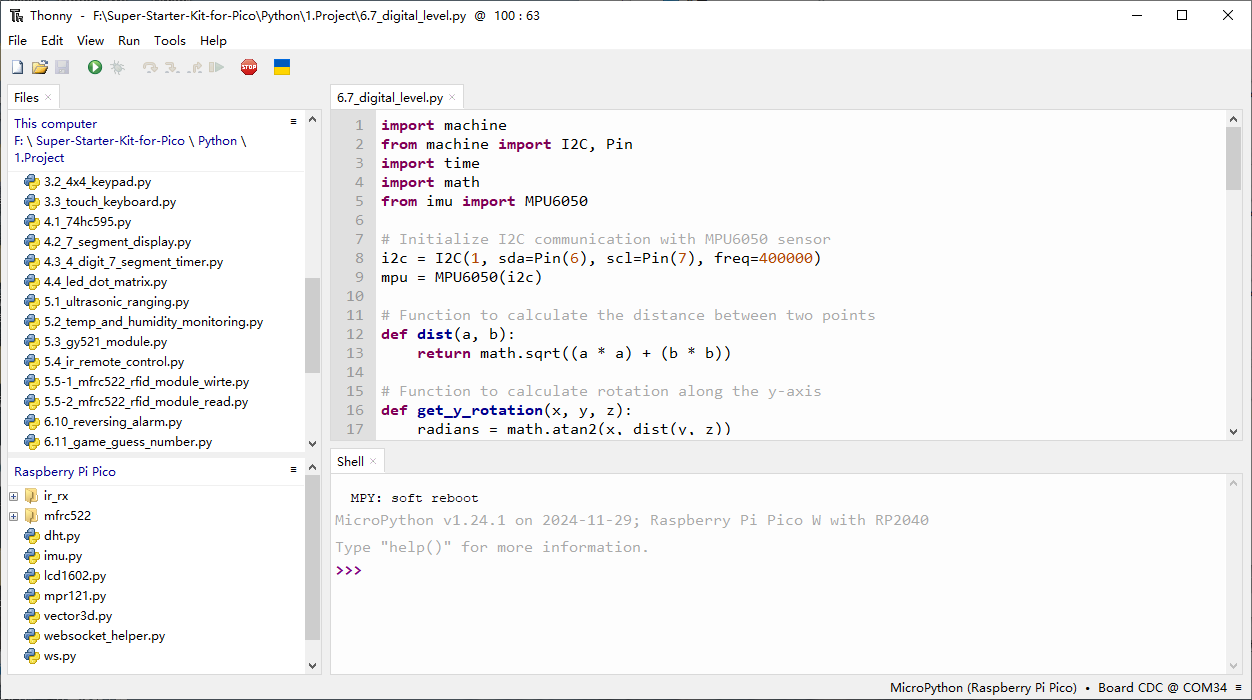 Thonny - F:\Super-Starter-Kit-for-Pico\Python\1.Project\6.7_digital_level.py @ 100 : 63
File Edit View Run Tools Help
STOP
Files
This computer
F: \ Super-Starter-Kit-for-Pico \ Python \
1.Project
3.2_4x4_keypad.py
3.3_touch_keyboard.py
4.1_74hc595.py
4.2_7_segment_display.py
4.3_4_digit_7_segment_timer.py
4.4_led_dot_matrix.py
5.1_ultrasonic_ranging.py
5.2_temp_and_humidity_monitoring.py
5.3_gy521_module.py
5.4_ir_remote_control.py
5.5-1_mfrc522_rfid_module_wirte.py
5.5-2_mfrc522_rfid_module_read.py
6.10_reversing_alarm.py
6.11_game_guess_number.py
Raspberry Pi Pico
ir_rx
mfrc522
dht.py
imu.py
lcd1602.py
mpr121.py
vector3d.py
websocket_helper.py
ws.py
6.7_digital_level.py
1 import machine
2 from machine import I2C, Pin
3 import time
4 import math
5 from imu import MPU6050
6
7 # Initialize I2C communication with MPU6050 sensor
8 i2c = I2C(1, sda=Pin(6), scl=Pin(7), freq=400000)
9 mpu = MPU6050(i2c)
10
11 # Function to calculate the distance between two points
12 def dist(a, b):
13     return math.sqrt((a * a) + (b * b))
14
15 # Function to calculate rotation along the y-axis
16 def get_y_rotation(x, y, z):
17     radians = math.atan2(x, dist(y, z))
Shell
MPY: soft reboot
MicroPython v1.24.1 on 2024-11-29; Raspberry Pi Pico W with RP2040
Type "help()" for more information.
>>>
MicroPython (Raspberry Pi Pico) • Board CDC @ COM34